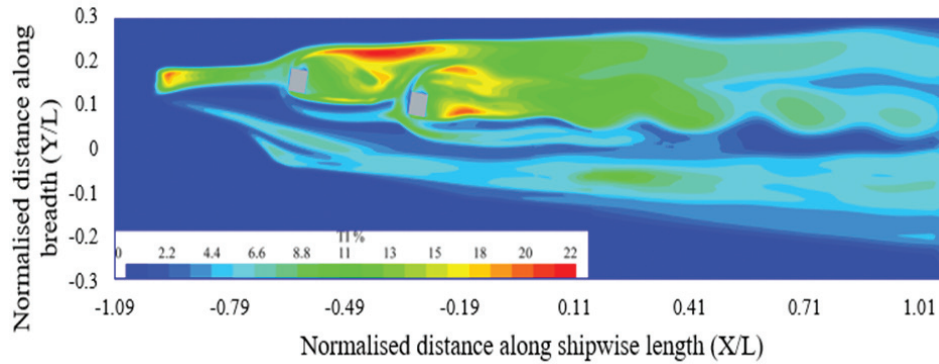 0.3
0.2
0.1
0
-0.1
-0.2
-0.3
Normalised distance along
breadth (Y/L)
TI %
0 2.2 4.4 6.6 8.8 11 13 15 18 20 22
-1.09 -0.79 -0.49 -0.19 0.11 0.41 0.71 1.01
Normalised distance along shipwise length (X/L)